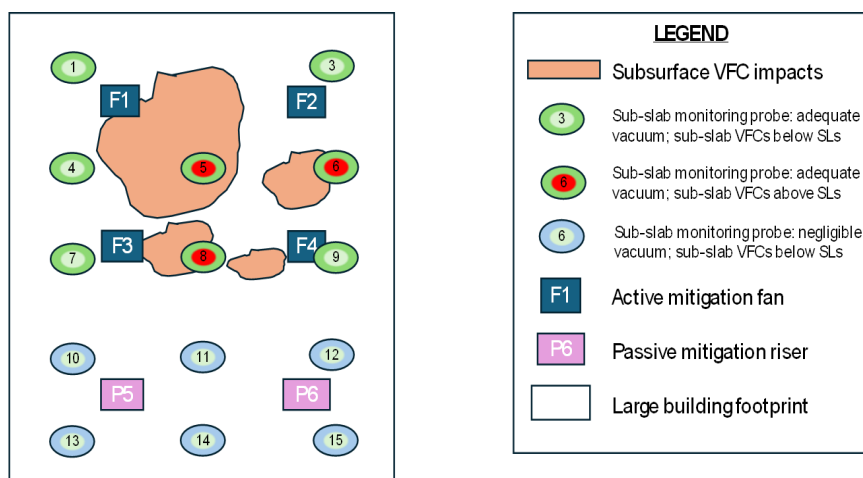 LEGEND
1
3
F1
F2
Subsurface VFC impacts
3
Sub-slab monitoring probe: adequate
vacuum; sub-slab VFCs below SLs
4
5
6
6
Sub-slab monitoring probe: adequate
vacuum; sub-slab VFCs above SLs
F3
F4
7
8
9
6
Sub-slab monitoring probe: negligible
vacuum; sub-slab VFCs below SLs
F1
Active mitigation fan
10
11
12
P6
Passive mitigation riser
P5
P6
Large building footprint
13
14
15